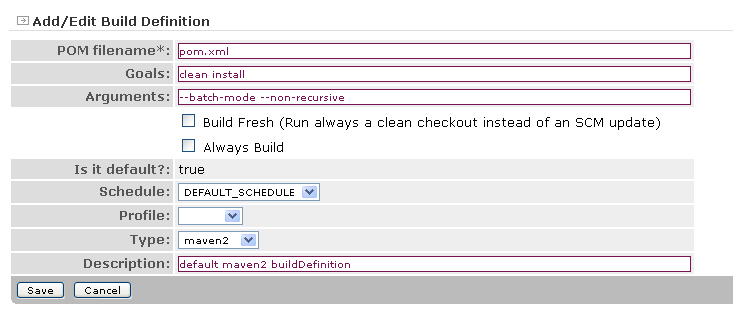 Add/Edit Build Definition
POM filename*: pom.xml
Goals: clean install
Arguments: --batch-mode --non-recursive
Build Fresh (Run always a clean checkout instead of an SCM update)
Always Build
Is it default?: true
Schedule: DEFAULT_SCHEDULE
Profile:
Type: maven2
Description: default maven2 buildDefinition
Save Cancel